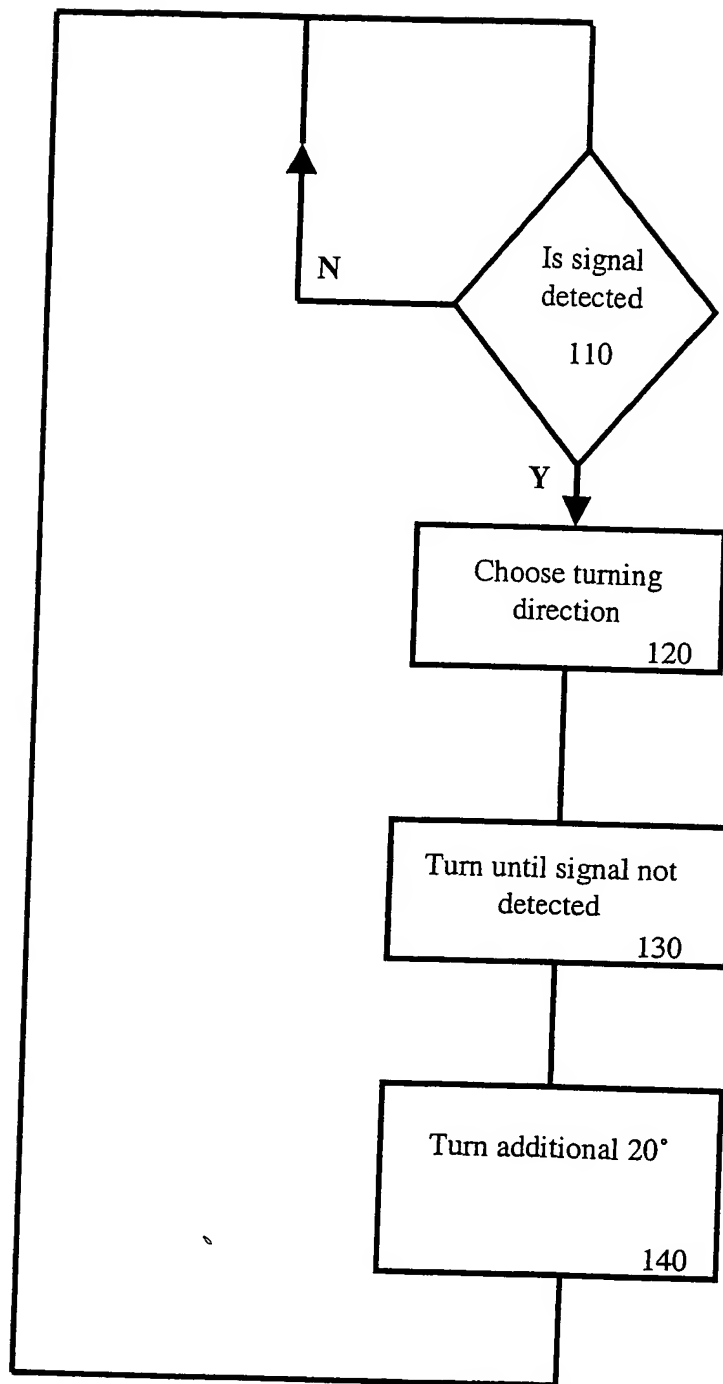 Is signal
detected
110
N
Y
Choose turning
direction
120
Turn until signal not
detected
130
Turn additional 20°
140